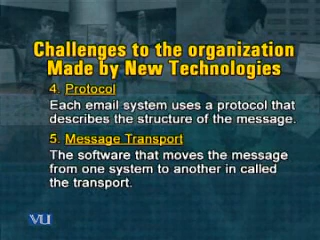 Challenges to the organization
Made by New Technologies
4. Protocol
Each email system uses a protocol that
describes the structure of the message.
5. Message Transport
The software that moves the message
from one system to another in called
the transport.
VU